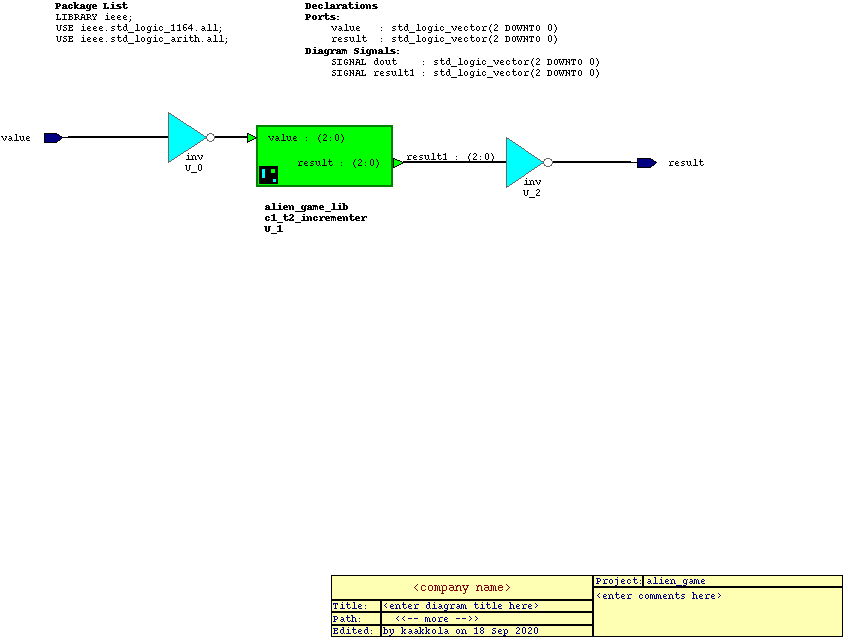 Package List
LIBRARY ieee;
USE ieee.std_logic_1164.all;
USE ieee.std_logic_arith.all;
Declarations
Ports:
value : std_logic_vector(2 DOWNTO 0)
result : std_logic_vector(2 DOWNTO 0)
Diagram Signals:
SIGNAL dout : std_logic_vector(2 DOWNTO 0)
SIGNAL result1 : std_logic_vector(2 DOWNTO 0)
value
inv
U_0
value : (2:0)
result : (2:0)
alien_game_lib
c1_t2_incrementer
U_1
result1 : (2:0)
inv
U_2
result
<company name>
Title: <enter diagram title here>
Path: <<-- more -->>
Edited: by kaakkola on 18 Sep 2020
Project: alien_game
<enter comments here>